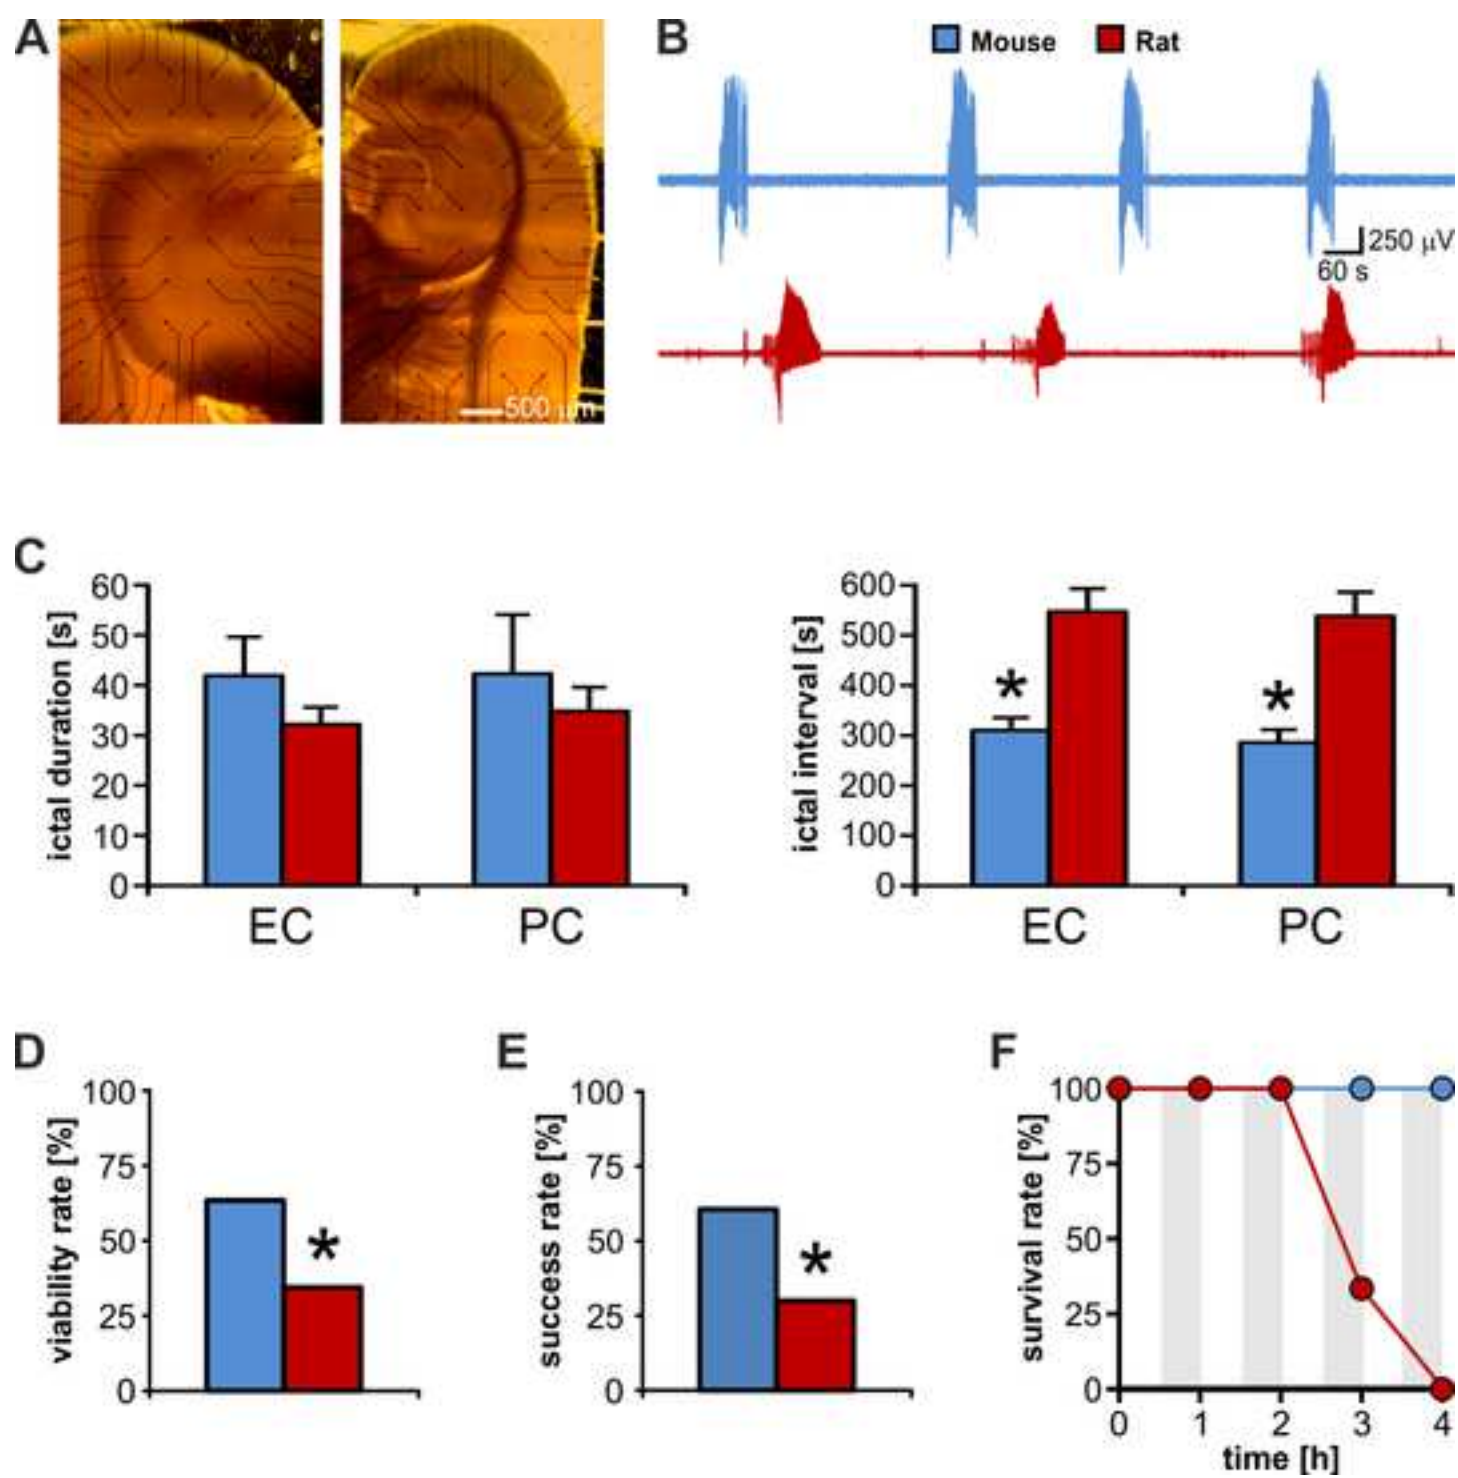 A
500 µm
B
Mouse Rat
250 µV
60 s
C
ictal duration [s]
60
50
40
30
20
10
0
EC PC
ictal interval [s]
600
500
400
300
200
100
0
* *
EC PC
D
viability rate [%]
100
75
50
25
0
*
E
success rate [%]
100
75
50
25
0
*
F
survival rate [%]
100
75
50
25
0
0 1 2 3 4
time [h]